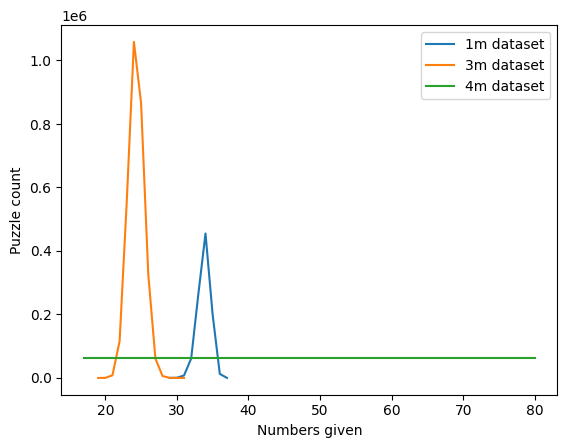 1e6
1m dataset
3m dataset
4m dataset
Puzzle count
1.0
0.8
0.6
0.4
0.2
0.0
20 30 40 50 60 70 80
Numbers given